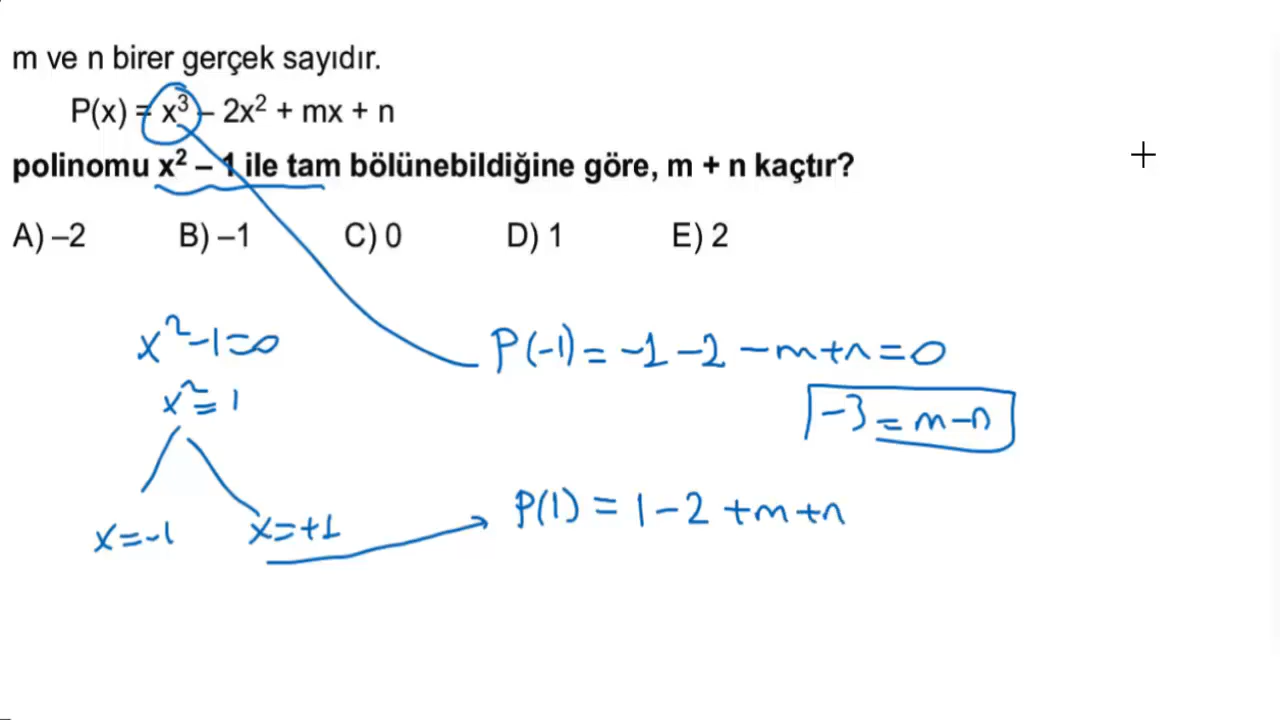 m ve n birer gerçek sayıdır.
P(x) = x³ – 2x² + mx + n
polinomu x² – 1 ile tam bölünebildiğine göre, m + n kaçtır?
A) –2 B) –1 C) 0 D) 1 E) 2
x²-1=0
P(-1) = -1 -2 -m+n=0
x²=1
-3 = m-n
P(1) = 1-2 +m+n
x=-1 x=+1